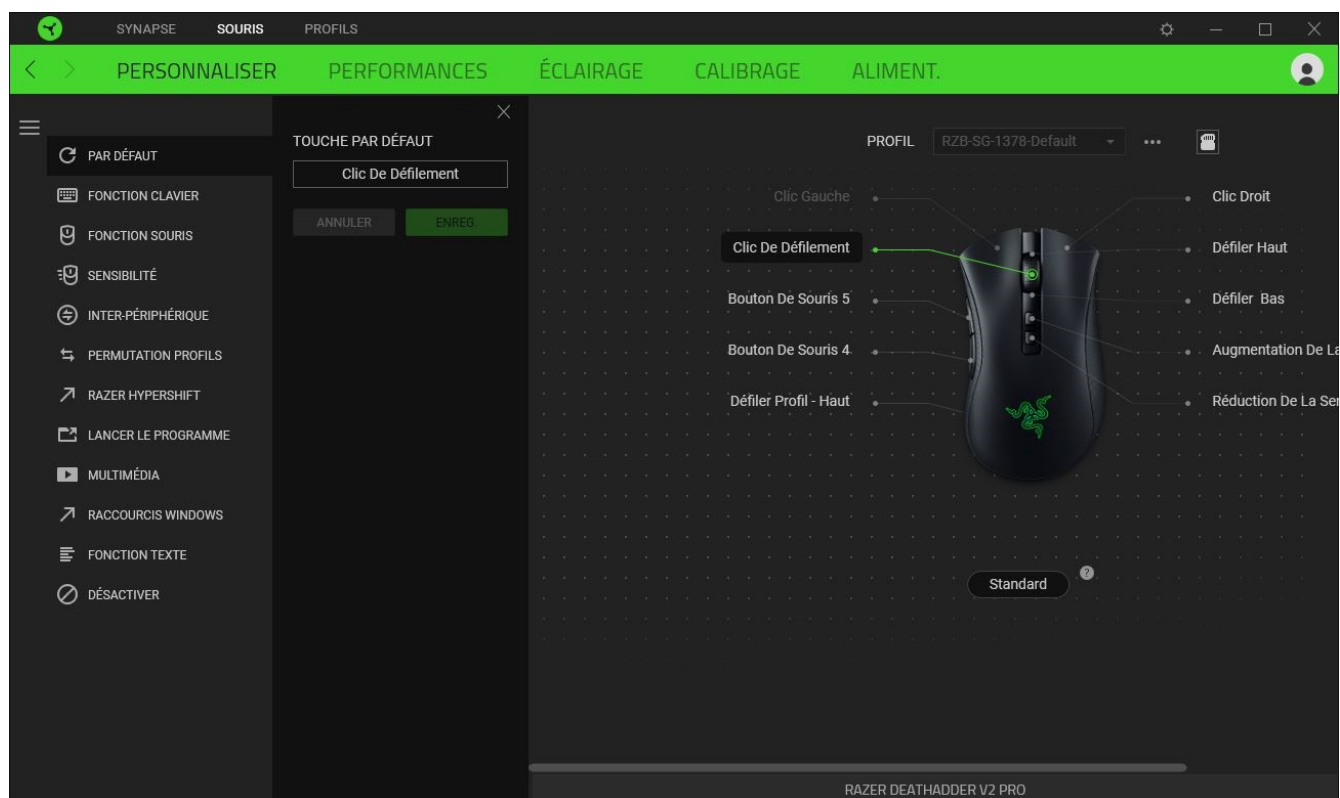 SYNAPSE SOURIS PROFILS
PERSONNALISER PERFORMANCES ÉCLAIRAGE CALIBRAGE ALIMENT.
PAR DÉFAUT
FONCTION CLAVIER
FONCTION SOURIS
SENSIBILITÉ
INTER-PÉRIPHÉRIQUE
PERMUTATION PROFILS
RAZER HYPERSHIFT
LANCER LE PROGRAMME
MULTIMÉDIA
RACCOURCIS WINDOWS
FONCTION TEXTE
DÉSACTIVER
TOUCHE PAR DÉFAUT
Clic De Défilement
ANNULER ENREG.
PROFIL RZB-SG-1378-Default
Clic Gauche
Clic De Défilement
Bouton De Souris 5
Bouton De Souris 4
Défiler Profil - Haut
Clic Droit
Défiler Haut
Défiler Bas
Augmentation De La
Réduction De La Ser
Standard ?
RAZER DEATHADDER V2 PRO